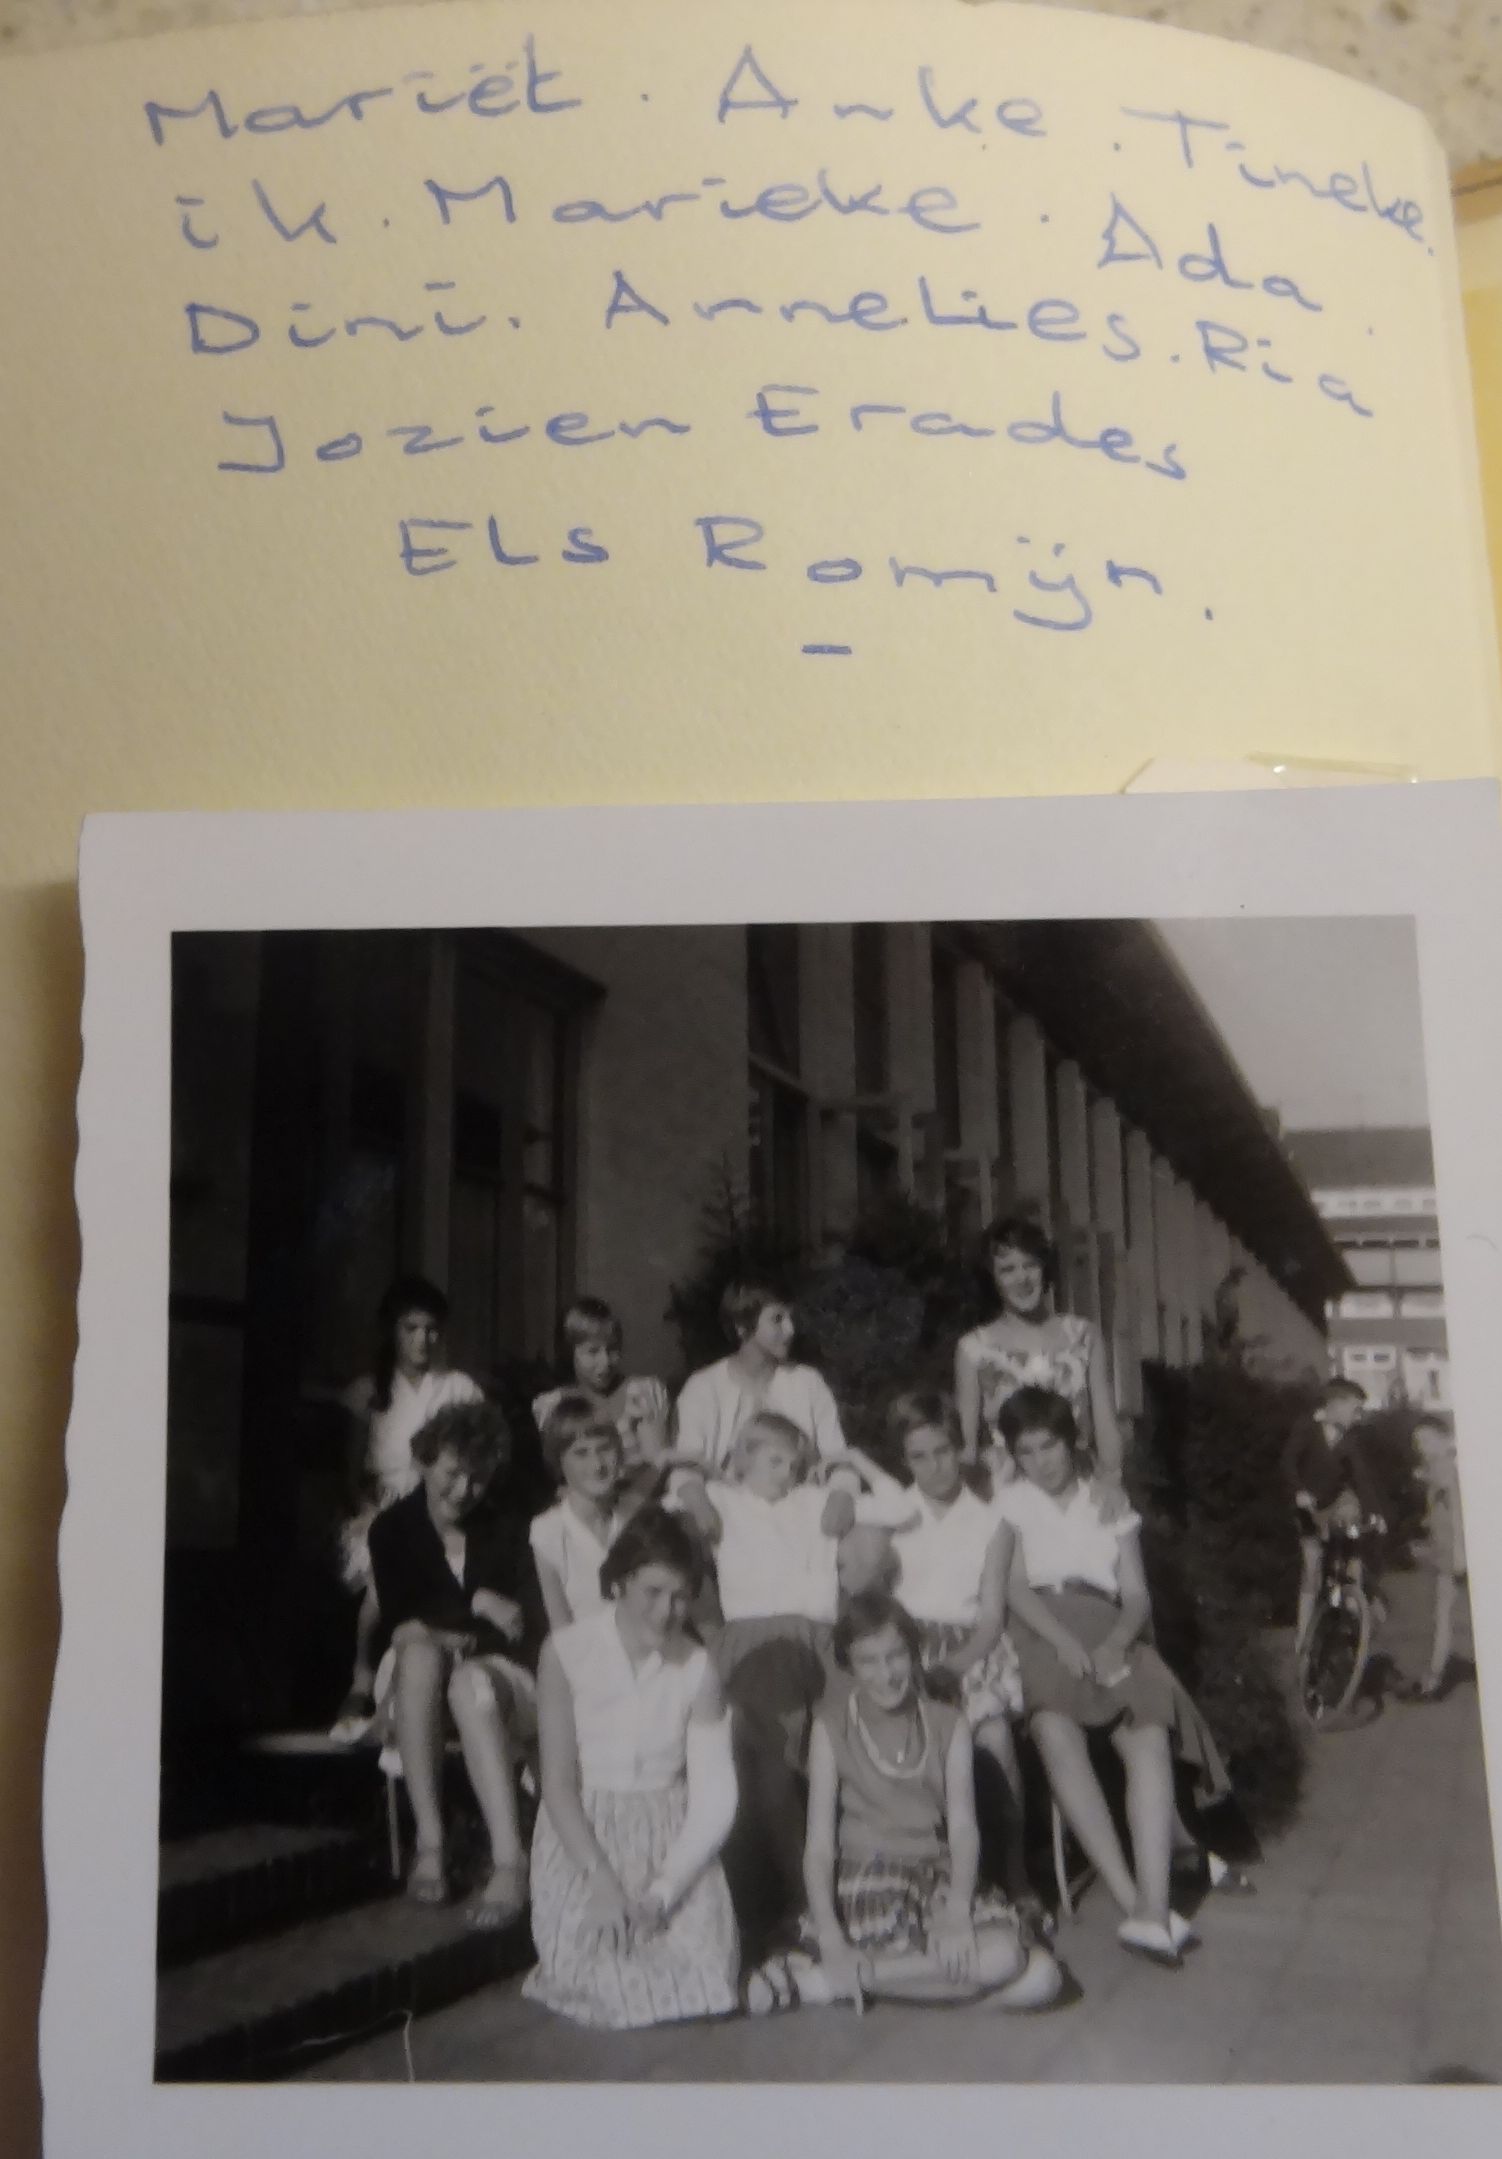 Mariët. Anke. Tineke.
ik. Marieke. Ada.
Dini. Annelies. Ria
Jozien Erades
Els Romijn.